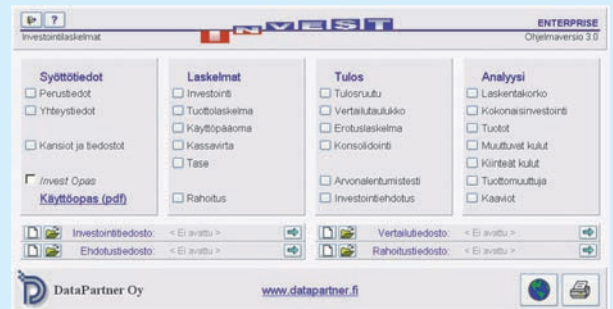 ?
INVEST
ENTERPRISE
Investointilaskelmat
Ohjelmaversio 3.0
Syöttötiedot
Perustiedot
Yhteystiedot
Kansiot ja tiedostot
Invest Opas
Käyttöopas (pdf)
Laskelmat
Investointi
Tuottolaskelma
Käyttöpääoma
Kassavirta
Tase
Rahoitus
Tulos
Tulosruutu
Vertailutaulukko
Erotuslaskelma
Konsolidointi
Arvonalentumistesti
Investointiehdotus
Analyysi
Laskentakorko
Kokonaisinvestointi
Tuotot
Muuttuvat kulut
Kiinteät kulut
Tuottomuuttuja
Kaaviot
Investointitiedosto: < Ei avattu >
Vertailutiedosto: < Ei avattu >
Ehdotustiedosto: < Ei avattu >
Rahoitustiedosto: < Ei avattu >
DataPartner Oy
www.datapartner.fi